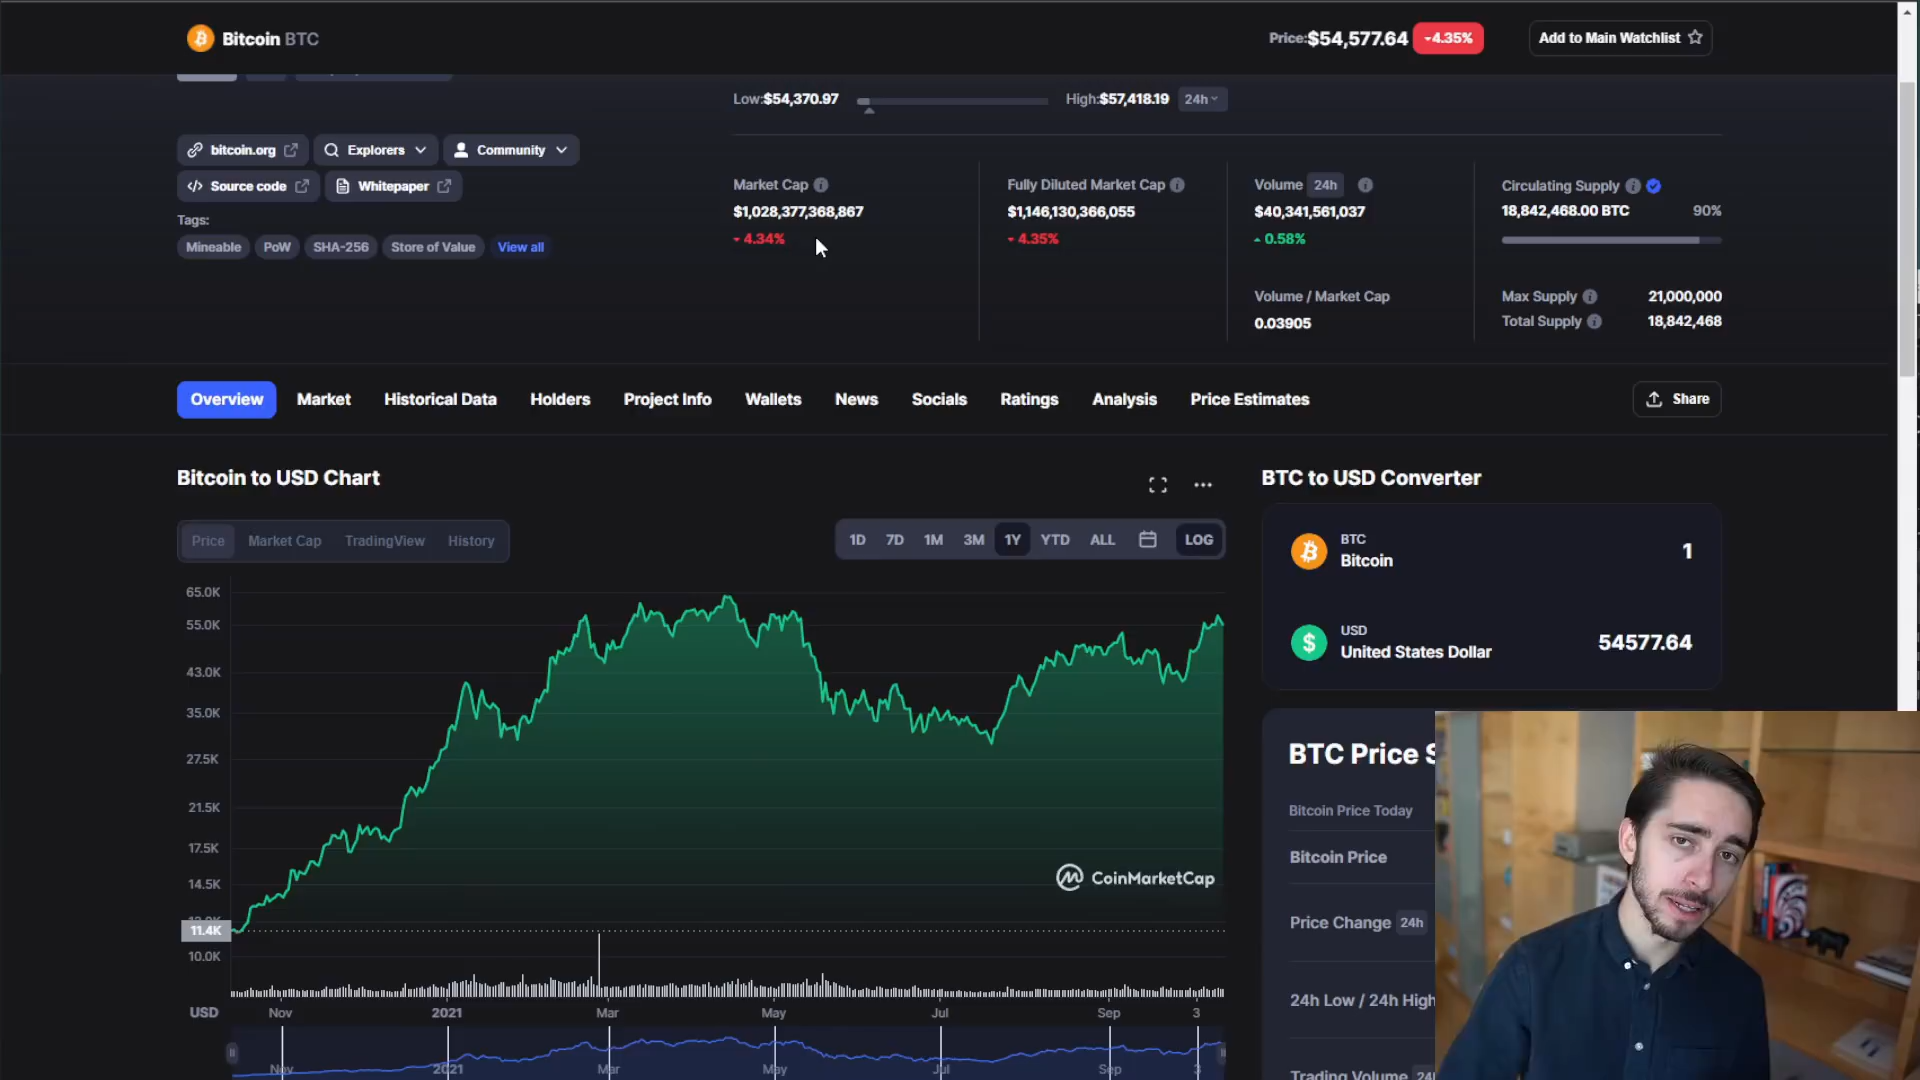 Bitcoin BTC
Price:$54,577.64 -4.35% Add to Main Watchlist
Low:$54,370.97 High:$57,418.19 24h
bitcoin.org Explorers Community
Source code Whitepaper
Tags:
Mineable PoW SHA-256 Store of Value View all
Market Cap
$1,028,377,368,867
4.34%
Fully Diluted Market Cap
$1,146,130,366,055
4.35%
Volume 24h
$40,341,561,037
0.58%
Volume / Market Cap
0.03905
Circulating Supply
18,842,468.00 BTC 90%
Max Supply 21,000,000
Total Supply 18,842,468
Overview Market Historical Data Holders Project Info Wallets News Socials Ratings Analysis Price Estimates Share
Bitcoin to USD Chart
Price Market Cap TradingView History
1D 7D 1M 3M 1Y YTD ALL LOG
65.0K
55.0K
43.0K
35.0K
27.5K
21.5K
17.5K
14.5K
11.4K
10.0K
CoinMarketCap
USD Nov 2021 Mar May Jul Sep 3
Nov 2021 Mar May Jul Sep 3
BTC to USD Converter
BTC
Bitcoin 1
USD
United States Dollar 54577.64
BTC Price S
Bitcoin Price Today
Bitcoin Price
Price Change 24h
24h Low / 24h High
Trading Volume 24